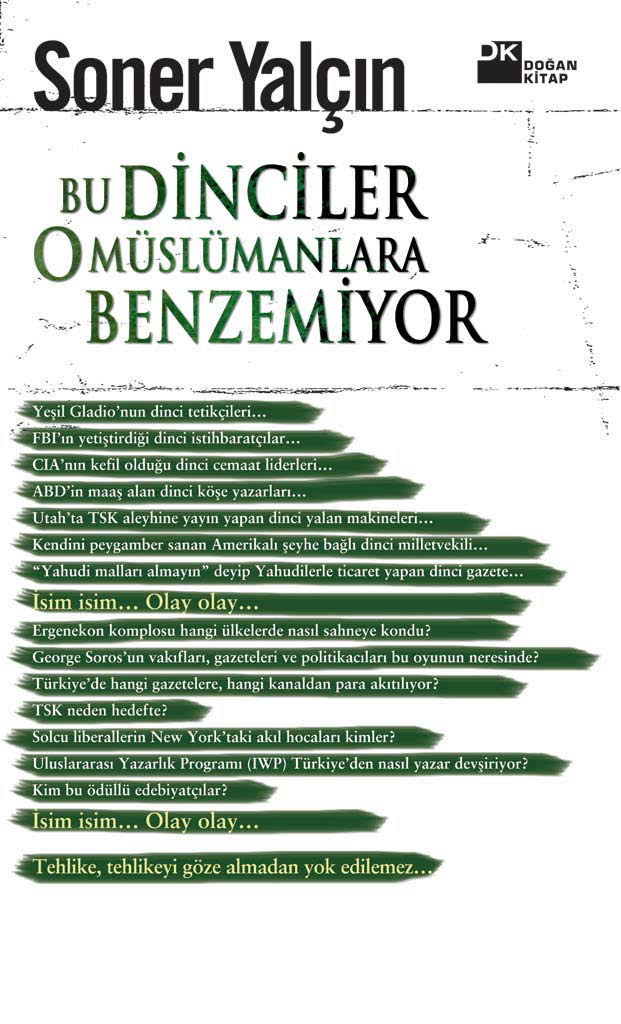 Soner Yalçın
DK DOĞAN
KİTAP
BU DİNCİLER
O MÜSLÜMANLARA
BENZEMİYOR
Yeşil Gladio’nun dinci tetikçileri…
FBI’ın yetiştirdiği dinci istihbaratçılar…
CIA’nın kefil olduğu dinci cemaat liderleri…
ABD’in maaş alan dinci köşe yazarları…
Utah’ta TSK aleyhine yayın yapan dinci yalan makineleri…
Kendini peygamber sanan Amerikalı şeyhe bağlı dinci milletvekili…
“Yahudi malları almayın” deyip Yahudilerle ticaret yapan dinci gazete…
İsim isim… Olay olay…
Ergenekon komplosu hangi ülkelerde nasıl sahneye kondu?
George Soros’un vakıfları, gazeteleri ve politikacıları bu oyunun neresinde?
Türkiye’de hangi gazetelere, hangi kanaldan para akıtılıyor?
TSK neden hedefte?
Solcu liberallerin New York’taki akıl hocaları kimler?
Uluslararası Yazarlık Programı (IWP) Türkiye’den nasıl yazar devşiriyor?
Kim bu ödüllü edebiyatçılar?
İsim isim… Olay olay…
Tehlike, tehlikeyi göze almadan yok edilemez…